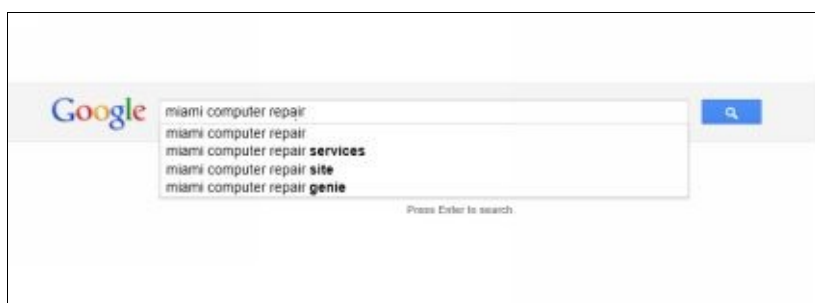 Google
miami computer repair
miami computer repair
miami computer repair services
miami computer repair site
miami computer repair genie
Press Enter to search.